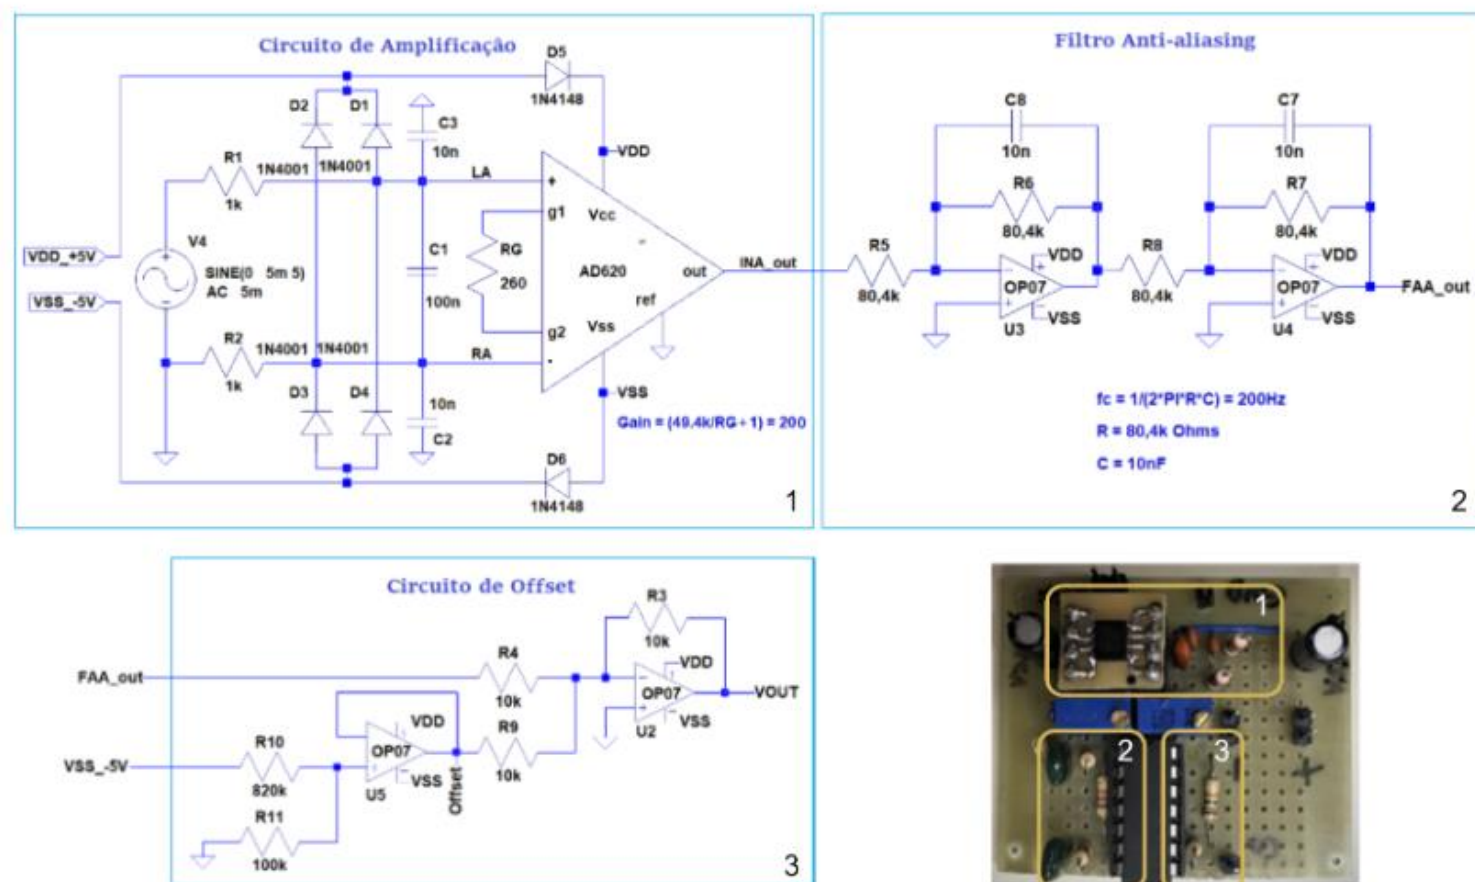 Circuito de Amplificação
D5
1N4148
D2
D1
C3
10n
VDD
R1
1N4001
1N4001
LA
1k
+
g1
Vcc
V4
VDD_+5V
SINE(0 5m 5)
AC 5m
VSS_-5V
C1
100n
RG
260
AD620
out
INA_out
ref
g2
Vss
R2
1N4001
1N4001
RA
-
1k
D3
D4
10n
C2
VSS
Gain = (49.4k/RG+1) = 200
D6
1N4148
1
Filtro Anti-aliasing
C8
10n
R6
80,4k
R5
80,4k
VDD
OP07
VSS
U3
C7
10n
R7
80,4k
R8
80,4k
VDD
OP07
VSS
U4
FAA_out
fc = 1/(2*PI*R*C) = 200Hz
R = 80,4k Ohms
C = 10nF
2
Circuito de Offset
R3
10k
R4
10k
FAA_out
VDD
OP07
VSS
U2
VOUT
VDD
OP07
VSS
U5
R9
10k
Offset
R10
820k
VSS_-5V
R11
100k
3
1
2
3